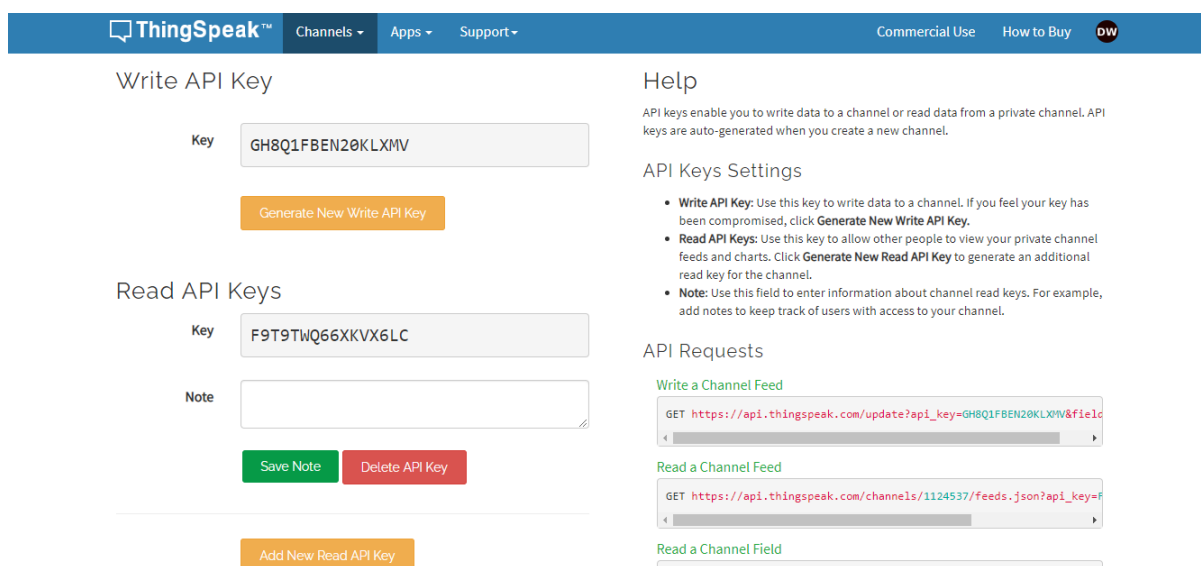 ThingSpeak™ Channels Apps Support Commercial Use How to Buy DW
Write API Key
Key GH8Q1FBEN20KLXMV
Generate New Write API Key
Read API Keys
Key F9T9TWQ66XKVX6LC
Note
Save Note Delete API Key
Add New Read API Key
Help
API keys enable you to write data to a channel or read data from a private channel. API
keys are auto-generated when you create a new channel.
API Keys Settings
• Write API Key: Use this key to write data to a channel. If you feel your key has
been compromised, click Generate New Write API Key.
• Read API Keys: Use this key to allow other people to view your private channel
feeds and charts. Click Generate New Read API Key to generate an additional
read key for the channel.
• Note: Use this field to enter information about channel read keys. For example,
add notes to keep track of users with access to your channel.
API Requests
Write a Channel Feed
GET https://api.thingspeak.com/update?api_key=GH8Q1FBEN20KLXMV&field
Read a Channel Feed
GET https://api.thingspeak.com/channels/1124537/feeds.json?api_key=F
Read a Channel Field